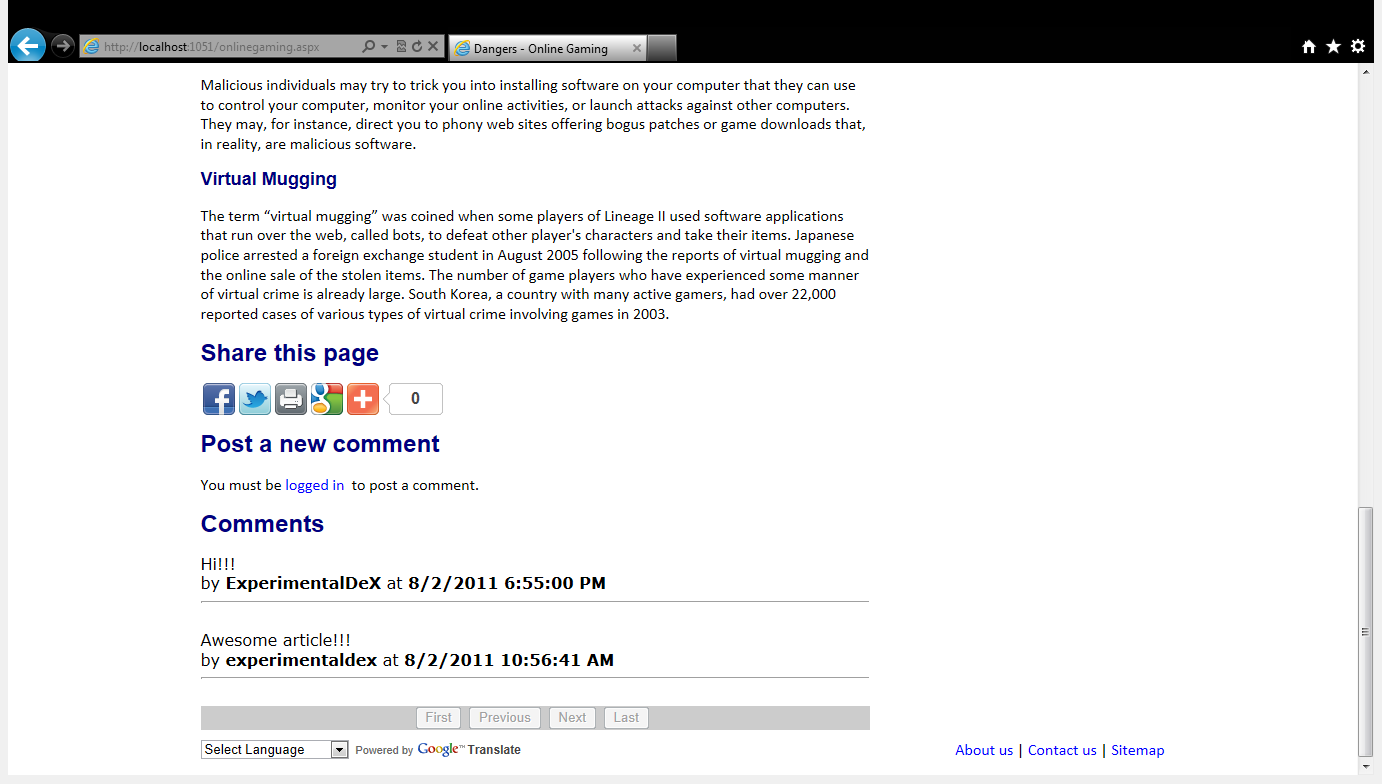 http://localhost:1051/onlinegaming.aspx
Dangers - Online Gaming
Malicious individuals may try to trick you into installing software on your computer that they can use
to control your computer, monitor your online activities, or launch attacks against other computers.
They may, for instance, direct you to phony web sites offering bogus patches or game downloads that,
in reality, are malicious software.
Virtual Mugging
The term “virtual mugging” was coined when some players of Lineage II used software applications
that run over the web, called bots, to defeat other player's characters and take their items. Japanese
police arrested a foreign exchange student in August 2005 following the reports of virtual mugging and
the online sale of the stolen items. The number of game players who have experienced some manner
of virtual crime is already large. South Korea, a country with many active gamers, had over 22,000
reported cases of various types of virtual crime involving games in 2003.
Share this page
0
Post a new comment
You must be logged in to post a comment.
Comments
Hi!!!
by ExperimentalDeX at 8/2/2011 6:55:00 PM
Awesome article!!!
by experimentaldex at 8/2/2011 10:56:41 AM
First Previous Next Last
Select Language Powered by Google™ Translate
About us | Contact us | Sitemap